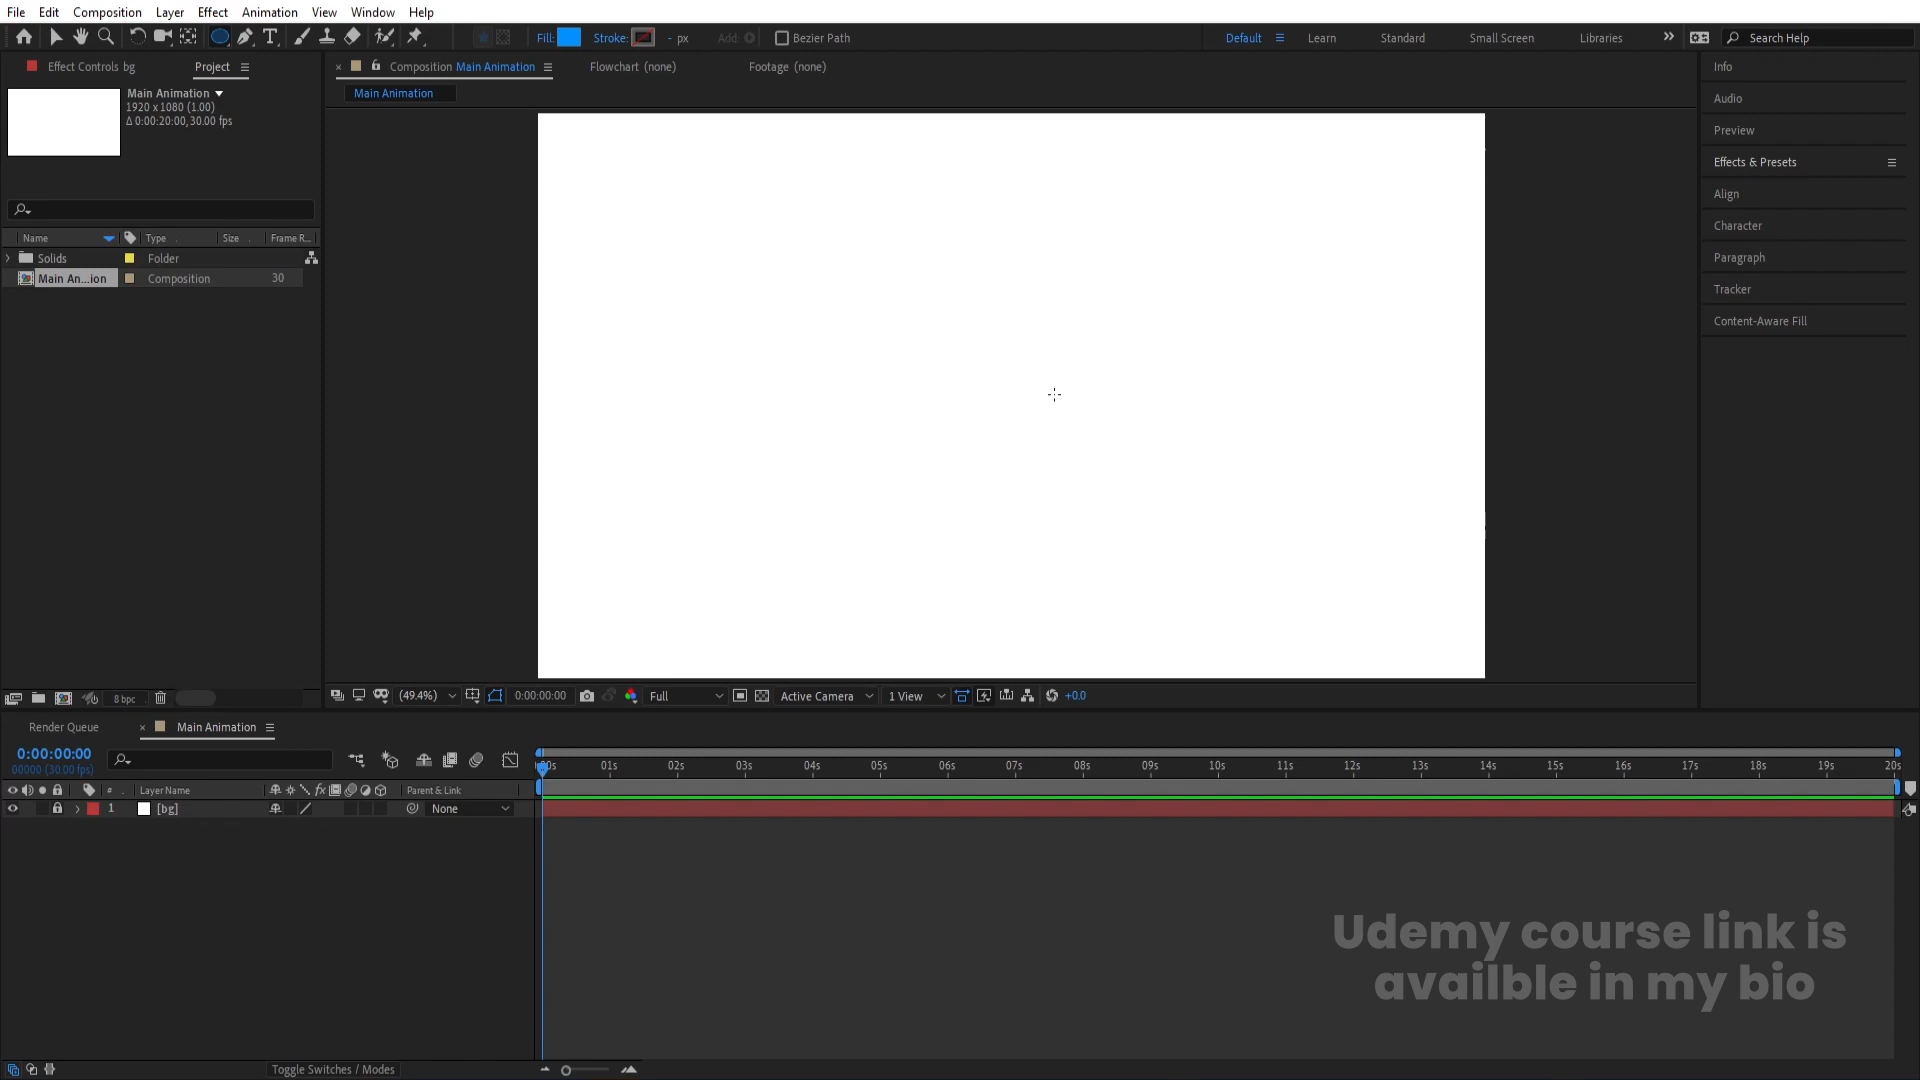 File Edit Composition Layer Effect Animation View Window Help
Fill: Stroke: - px Add: Bezier Path Default Learn Standard Small Screen Libraries Search Help
Effect Controls bg Project
Composition Main Animation Flowchart (none) Footage (none)
Main Animation
Main Animation
1920 x 1080 (1.00)
Δ 0:00:20:00, 30.00 fps
Name Type Size Frame R...
Solids Folder
Main An...ion Composition 30
Info
Audio
Preview
Effects & Presets
Align
Character
Paragraph
Tracker
Content-Aware Fill
8 bpc
(49.4%) 0:00:00:00 Full Active Camera 1 View +0.0
Render Queue Main Animation
0:00:00:00
00000 (30.00 fps)
00s 01s 02s 03s 04s 05s 06s 07s 08s 09s 10s 11s 12s 13s 14s 15s 16s 17s 18s 19s 20s
# Layer Name fx Parent & Link
1 [bg] None
Udemy course link is
availble in my bio
Toggle Switches / Modes